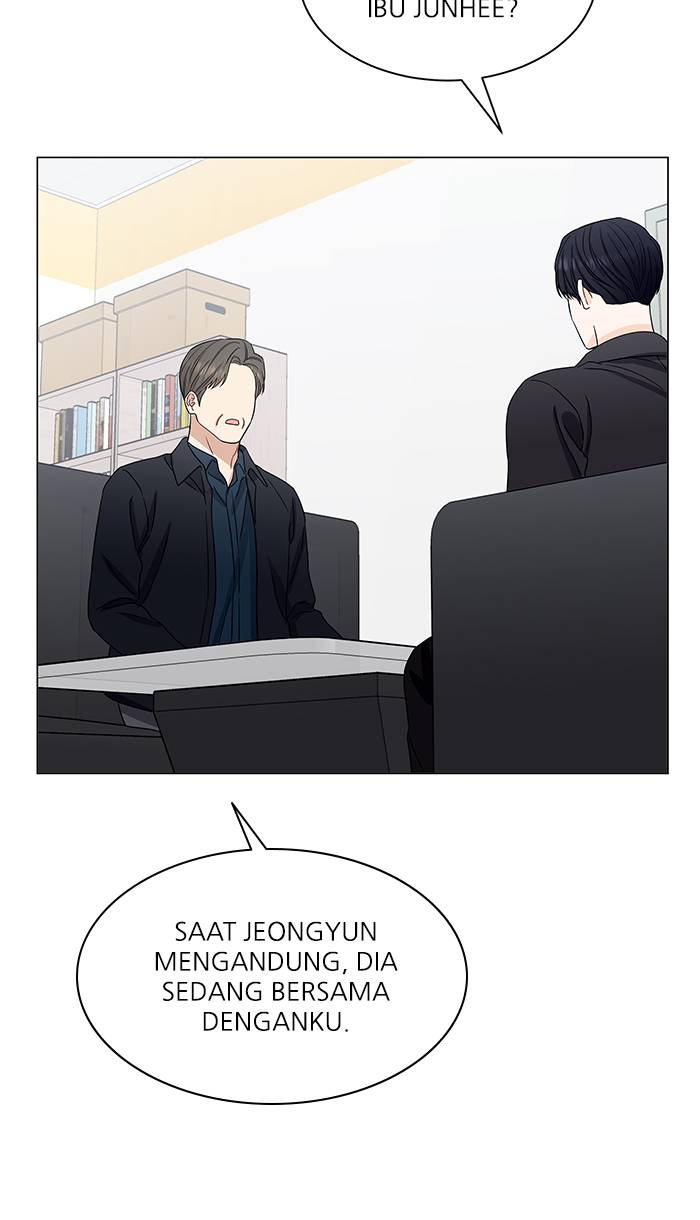 IBU JUNHEE?
SAAT JEONGYUN
MENGANDUNG, DIA
SEDANG BERSAMA
DENGANKU.